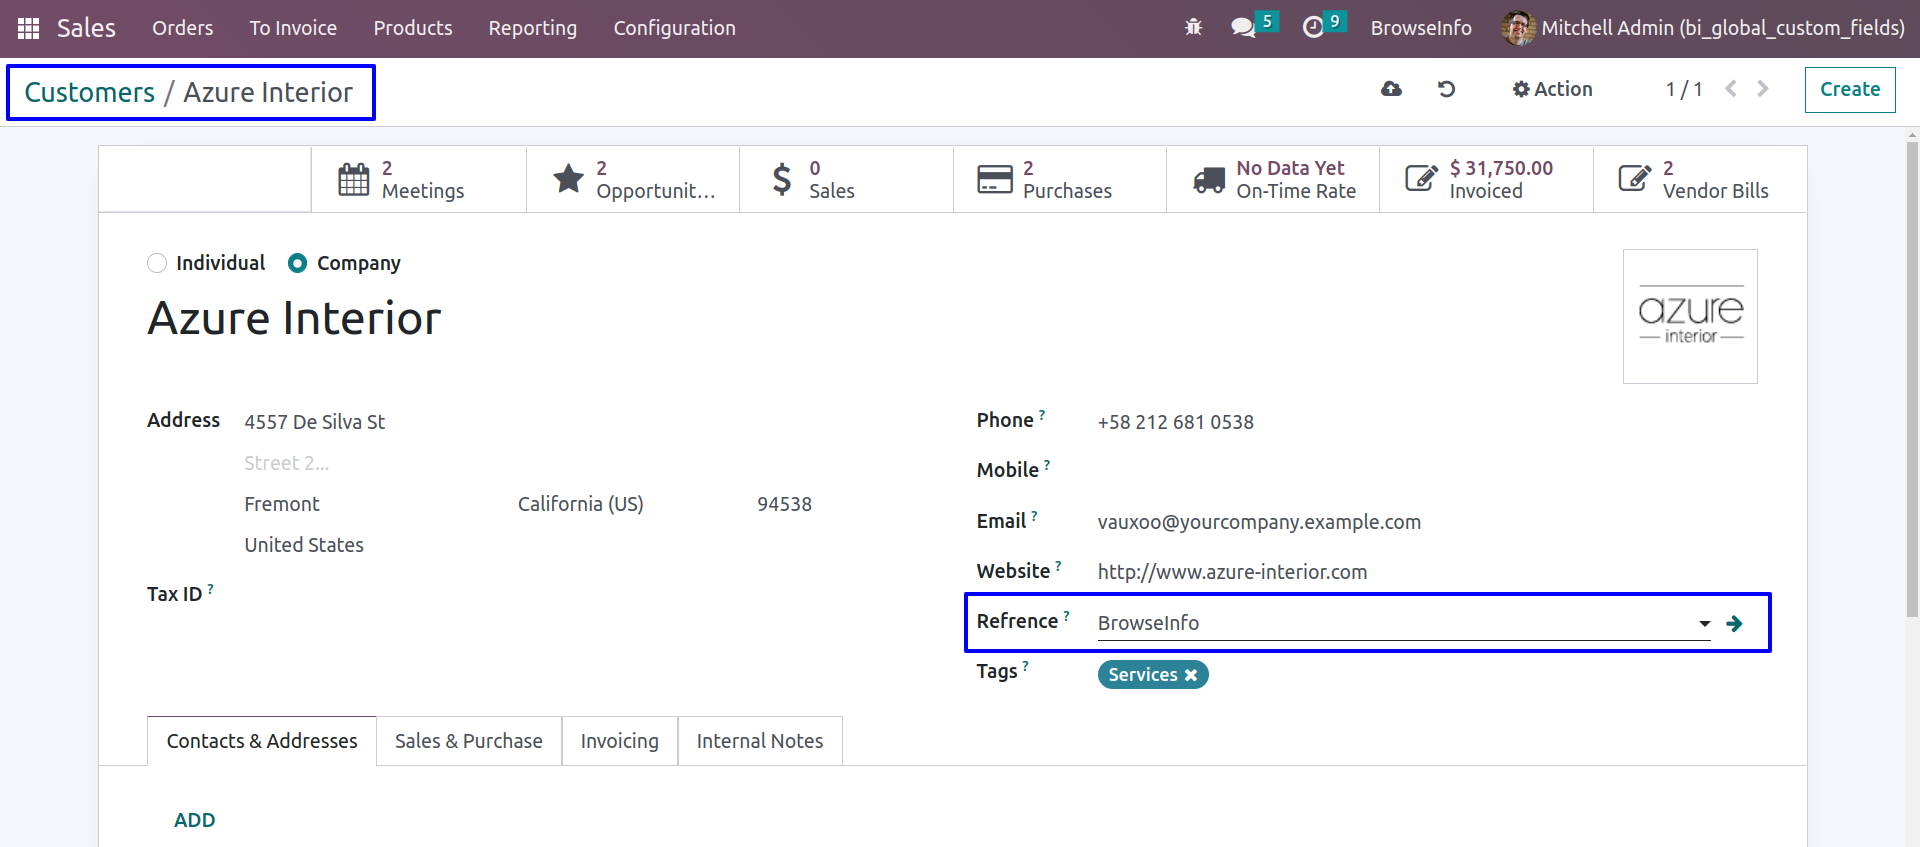 Sales Orders To Invoice Products Reporting Configuration 5 9 BrowseInfo Mitchell Admin (bi_global_custom_fields)
Customers / Azure Interior Action 1 / 1 Create
2 Meetings
2 Opportunit...
0 Sales
2 Purchases
No Data Yet On-Time Rate
$ 31,750.00 Invoiced
2 Vendor Bills
Individual Company
Azure Interior
azure
interior
Address 4557 De Silva St
Street 2...
Fremont California (US) 94538
United States
Tax ID ?
Phone ? +58 212 681 0538
Mobile ?
Email ? vauxoo@yourcompany.example.com
Website ? http://www.azure-interior.com
Refrence ? BrowseInfo
Tags ? Services
Contacts & Addresses Sales & Purchase Invoicing Internal Notes
ADD